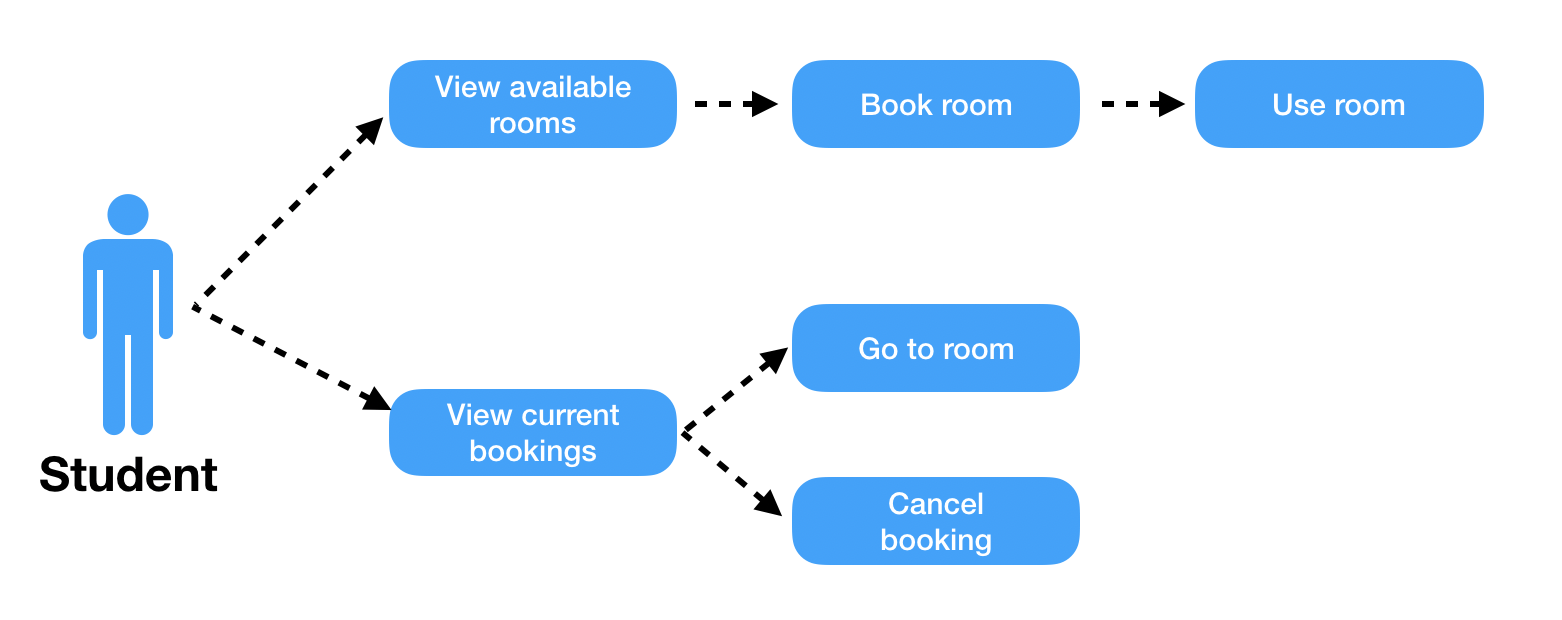 View available
rooms
Book room
Use room
Go to room
View current
bookings
Student
Cancel
booking